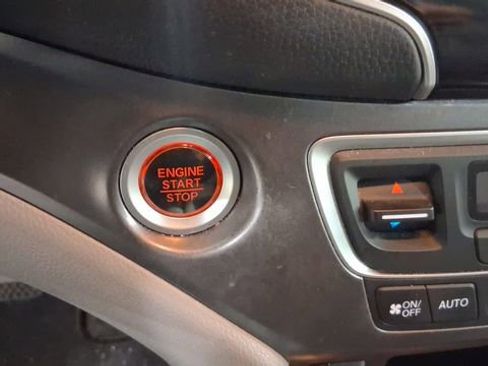 ENGINE
START
STOP
ON/
OFF
AUTO